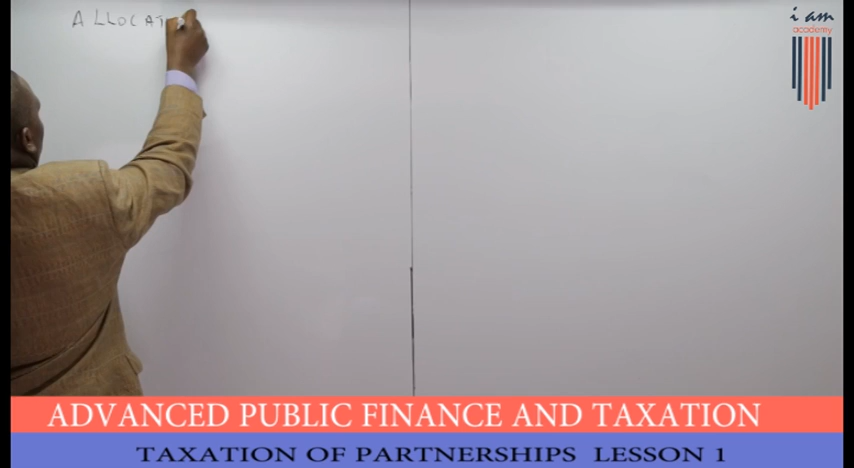 ALLOCAT
i am
academy
ADVANCED PUBLIC FINANCE AND TAXATION
TAXATION OF PARTNERSHIPS LESSON 1